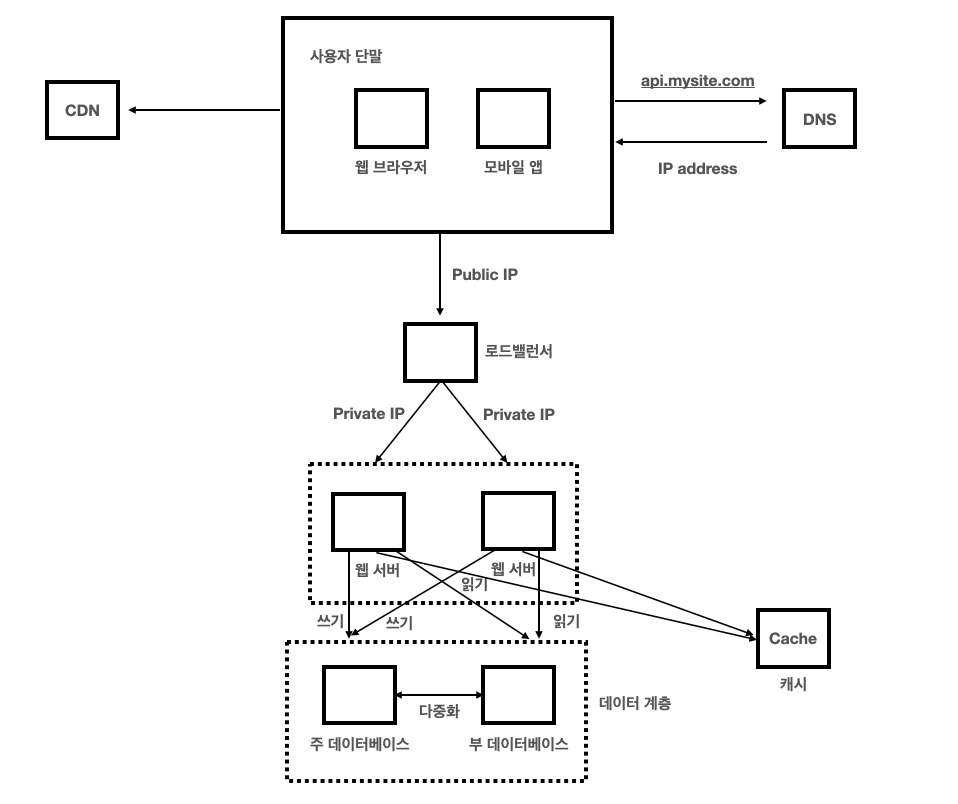 사용자 단말
CDN
api.mysite.com
DNS
웹 브라우저
모바일 앱
IP address
Public IP
로드밸런서
Private IP
Private IP
웹 서버
웹 서버
읽기
쓰기
쓰기
읽기
Cache
캐시
데이터 계층
다중화
주 데이터베이스
부 데이터베이스